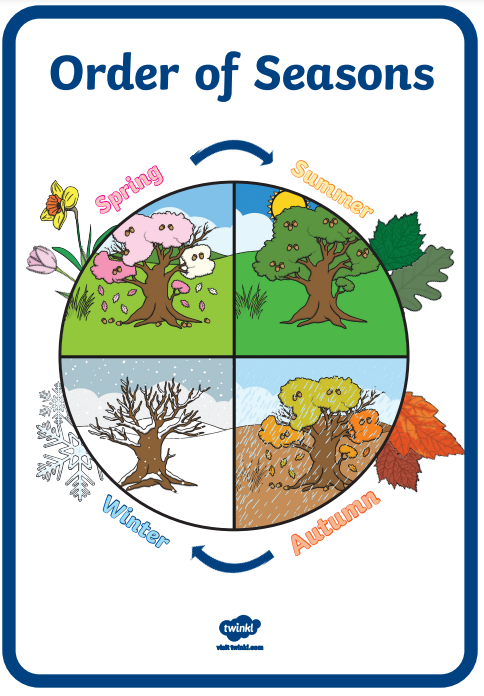 Order of Seasons
Spring
Summer
Winter
Autumn
twinkl
visit twinkl.com